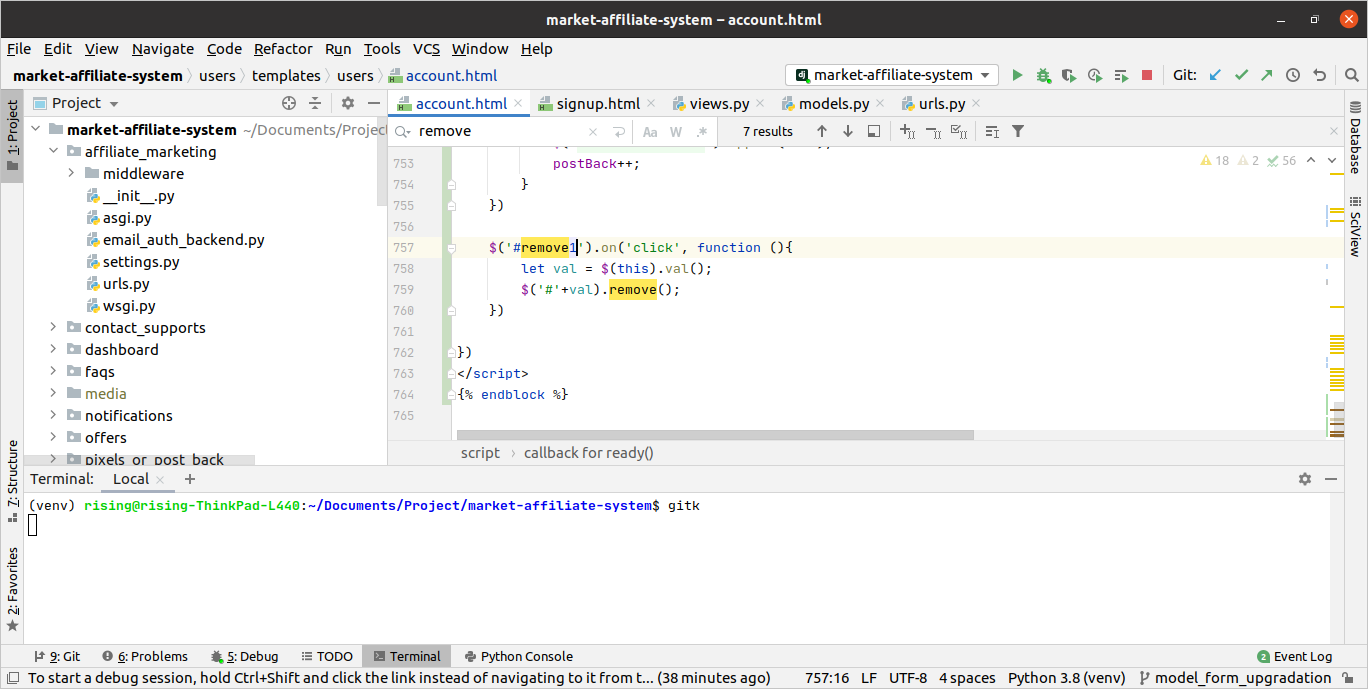 market-affiliate-system – account.html
File Edit View Navigate Code Refactor Run Tools VCS Window Help
market-affiliate-system users templates users account.html market-affiliate-system Git:
1: Project
Project
account.html signup.html views.py models.py urls.py
remove Aa W .* 7 results
market-affiliate-system ~/Documents/Projec
affiliate_marketing
middleware
__init__.py
asgi.py
email_auth_backend.py
settings.py
urls.py
wsgi.py
contact_supports
dashboard
faqs
media
notifications
offers
pixels_or_post_back
18 2 56
753 postBack++;
754 }
755 })
756
757 $('#remove1').on('click', function (){
758 let val = $(this).val();
759 $('#'+val).remove();
760 })
761
762 })
763 </script>
764 {% endblock %}
765
script › callback for ready()
Database
SciView
7: Structure
2: Favorites
Terminal: Local +
(venv) rising@rising-ThinkPad-L440:~/Documents/Project/market-affiliate-system$ gitk
9: Git 6: Problems 5: Debug TODO Terminal Python Console 2 Event Log
To start a debug session, hold Ctrl+Shift and click the link instead of navigating to it from t... (38 minutes ago) 757:16 LF UTF-8 4 spaces Python 3.8 (venv) model_form_upgradation